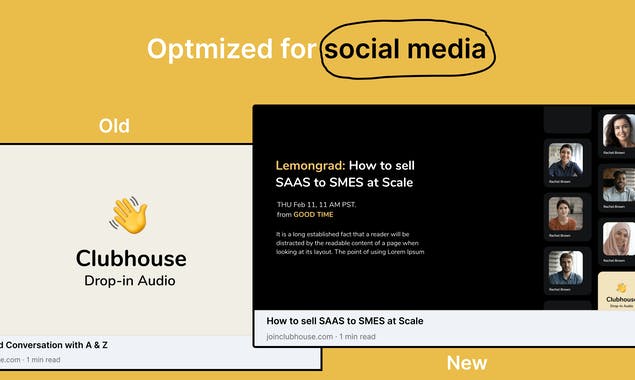 Optmized for social media
Old
Clubhouse
Drop-in Audio
d Conversation with A & Z
e.com · 1 min read
Lemongrad: How to sell
SAAS to SMES at Scale
THU Feb 11, 11 AM PST.
from GOOD TIME
It is a long established fact that a reader will be
distracted by the readable content of a page when
looking at its layout. The point of using Lorem Ipsum
Rachel Brown
Rachel Brown
Rachel Brown
Rachel Brown
Rachel Brown
Rachel Brown
Clubhouse
Drop-in Audio
How to sell SAAS to SMES at Scale
joinclubhouse.com · 1 min read
New